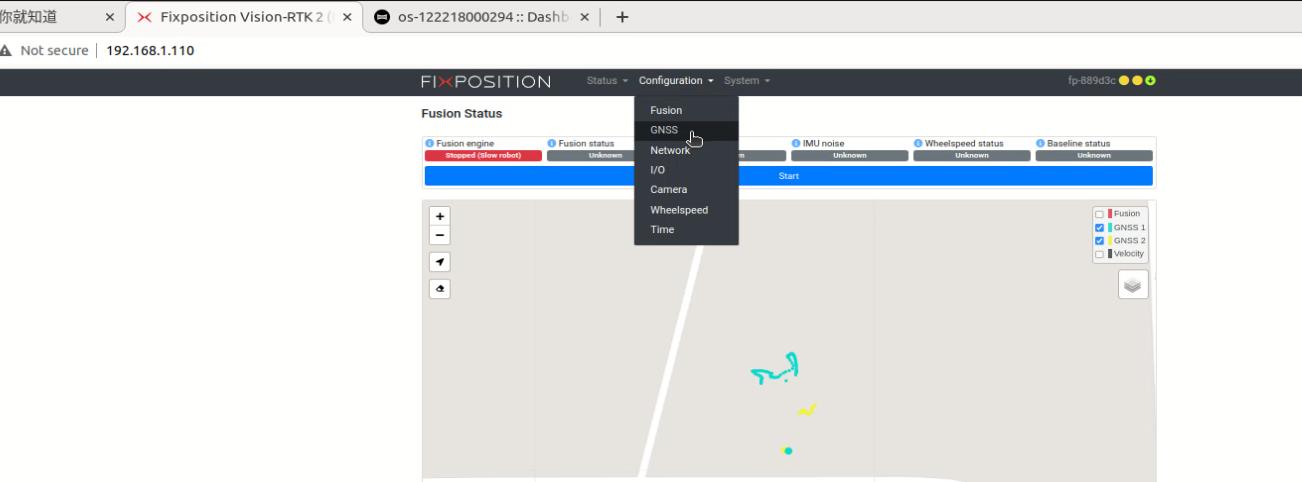 你就知道
Fixposition Vision-RTK 2 (
os-122218000294 :: Dashb
Not secure
192.168.1.110
FIXPOSITION
Status
Configuration
System
fp-889d3c
Fusion
GNSS
Network
I/O
Camera
Wheelspeed
Time
Fusion Status
Fusion engine
Stopped (Slow robot)
Fusion status
Unknown
IMU noise
Unknown
Wheelspeed status
Unknown
Baseline status
Unknown
Start
+
−
Fusion
GNSS 1
GNSS 2
Velocity